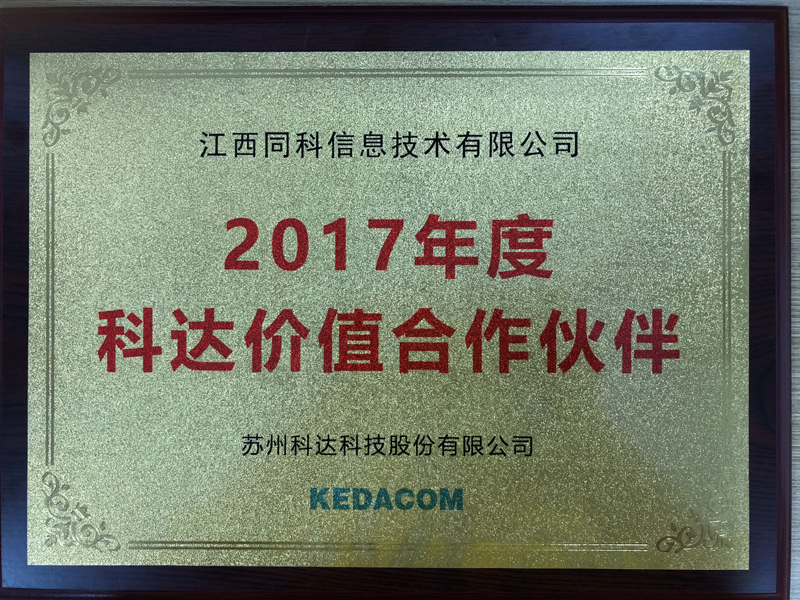 江西同科信息技术有限公司
2017年度
科达价值合作伙伴
苏州科达科技股份有限公司
KEDACOM